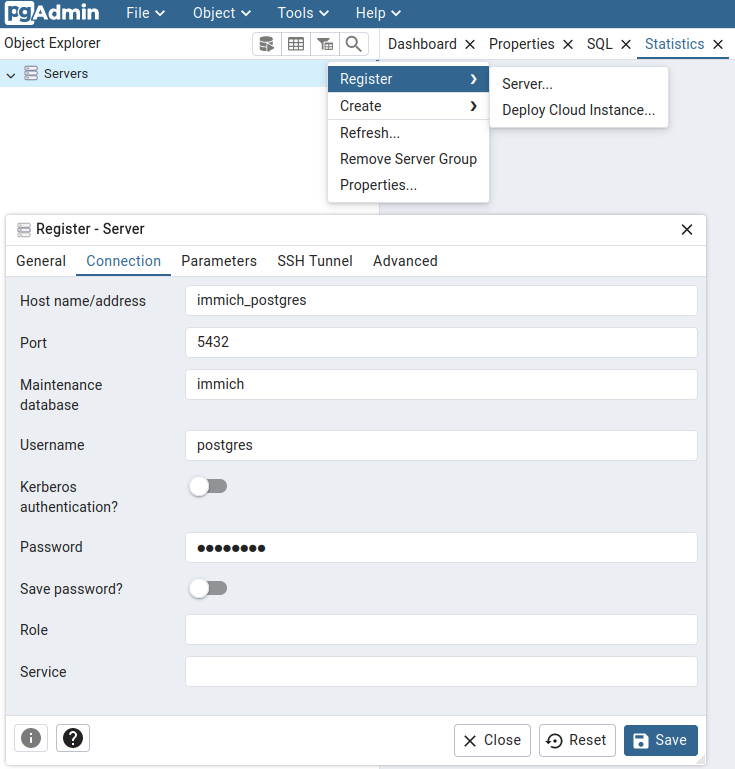 pgAdmin File Object Tools Help
Object Explorer Dashboard Properties SQL Statistics
Servers
Register
Create
Refresh...
Remove Server Group
Properties...
Server...
Deploy Cloud Instance...
Register - Server
General Connection Parameters SSH Tunnel Advanced
Host name/address immich_postgres
Port 5432
Maintenance
database immich
Username postgres
Kerberos
authentication?
Password ●●●●●●●●
Save password?
Role
Service
Close Reset Save